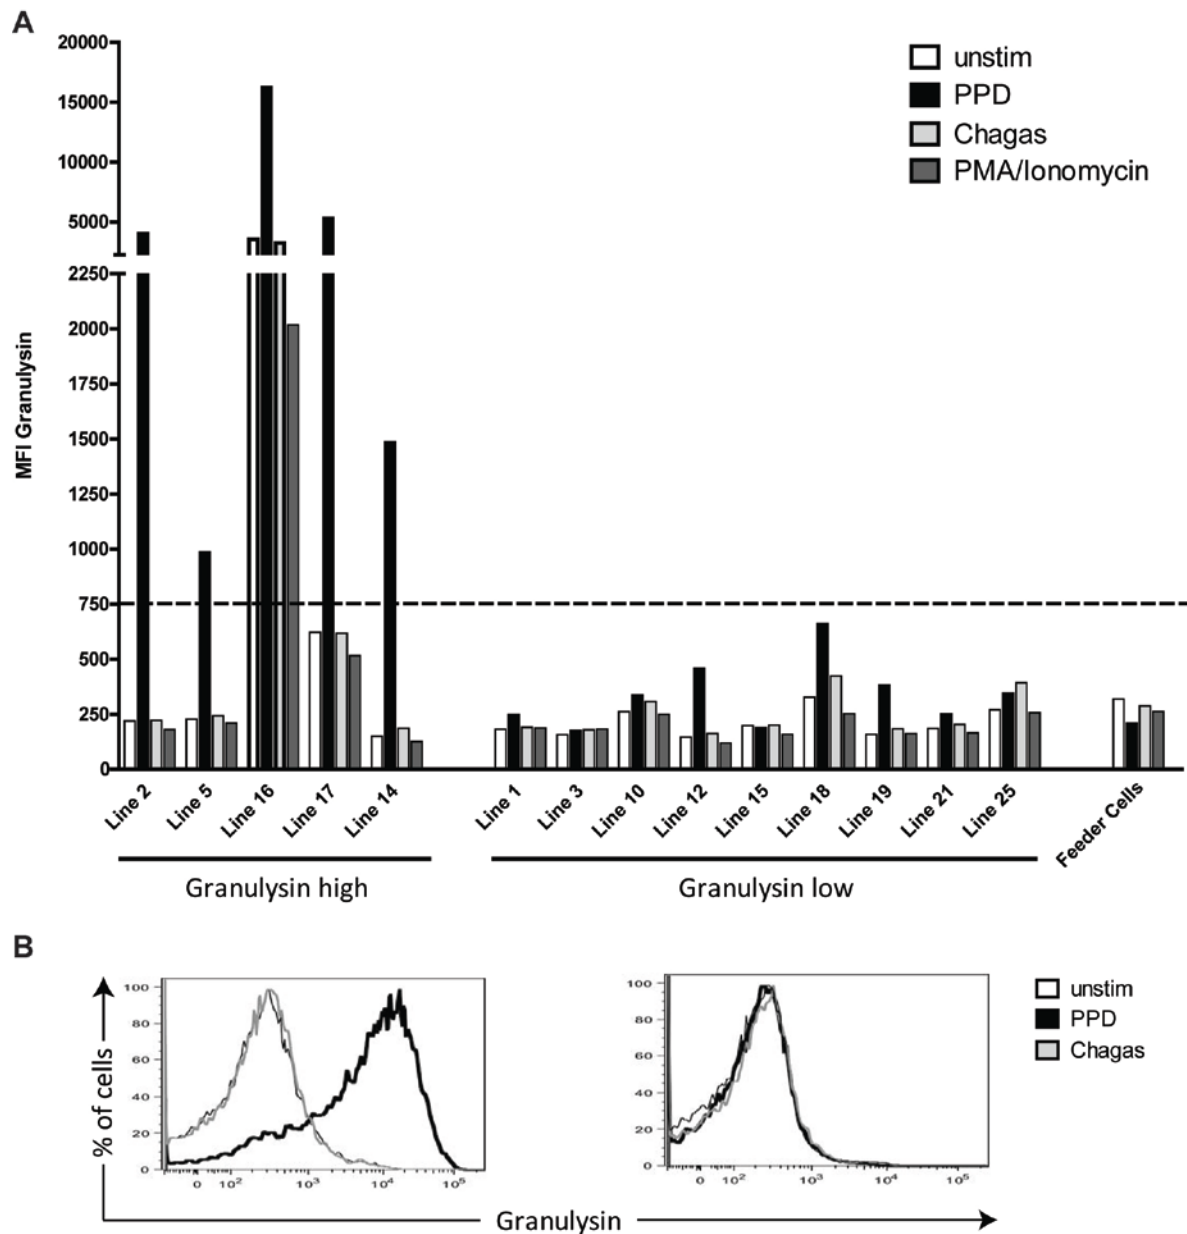 A
20000
15000
10000
5000
2250
2000
1750
1500
1250
1000
750
500
250
0
MFI Granulysin
unstim
PPD
Chagas
PMA/Ionomycin
Line 2
Line 5
Line 16
Line 17
Line 14
Line 1
Line 3
Line 10
Line 12
Line 15
Line 18
Line 19
Line 21
Line 25
Feeder Cells
Granulysin high
Granulysin low
B
% of cells
100
80
60
40
20
0
0 10² 10³ 10⁴ 10⁵
100
80
60
40
20
0
0 10² 10³ 10⁴ 10⁵
unstim
PPD
Chagas
Granulysin